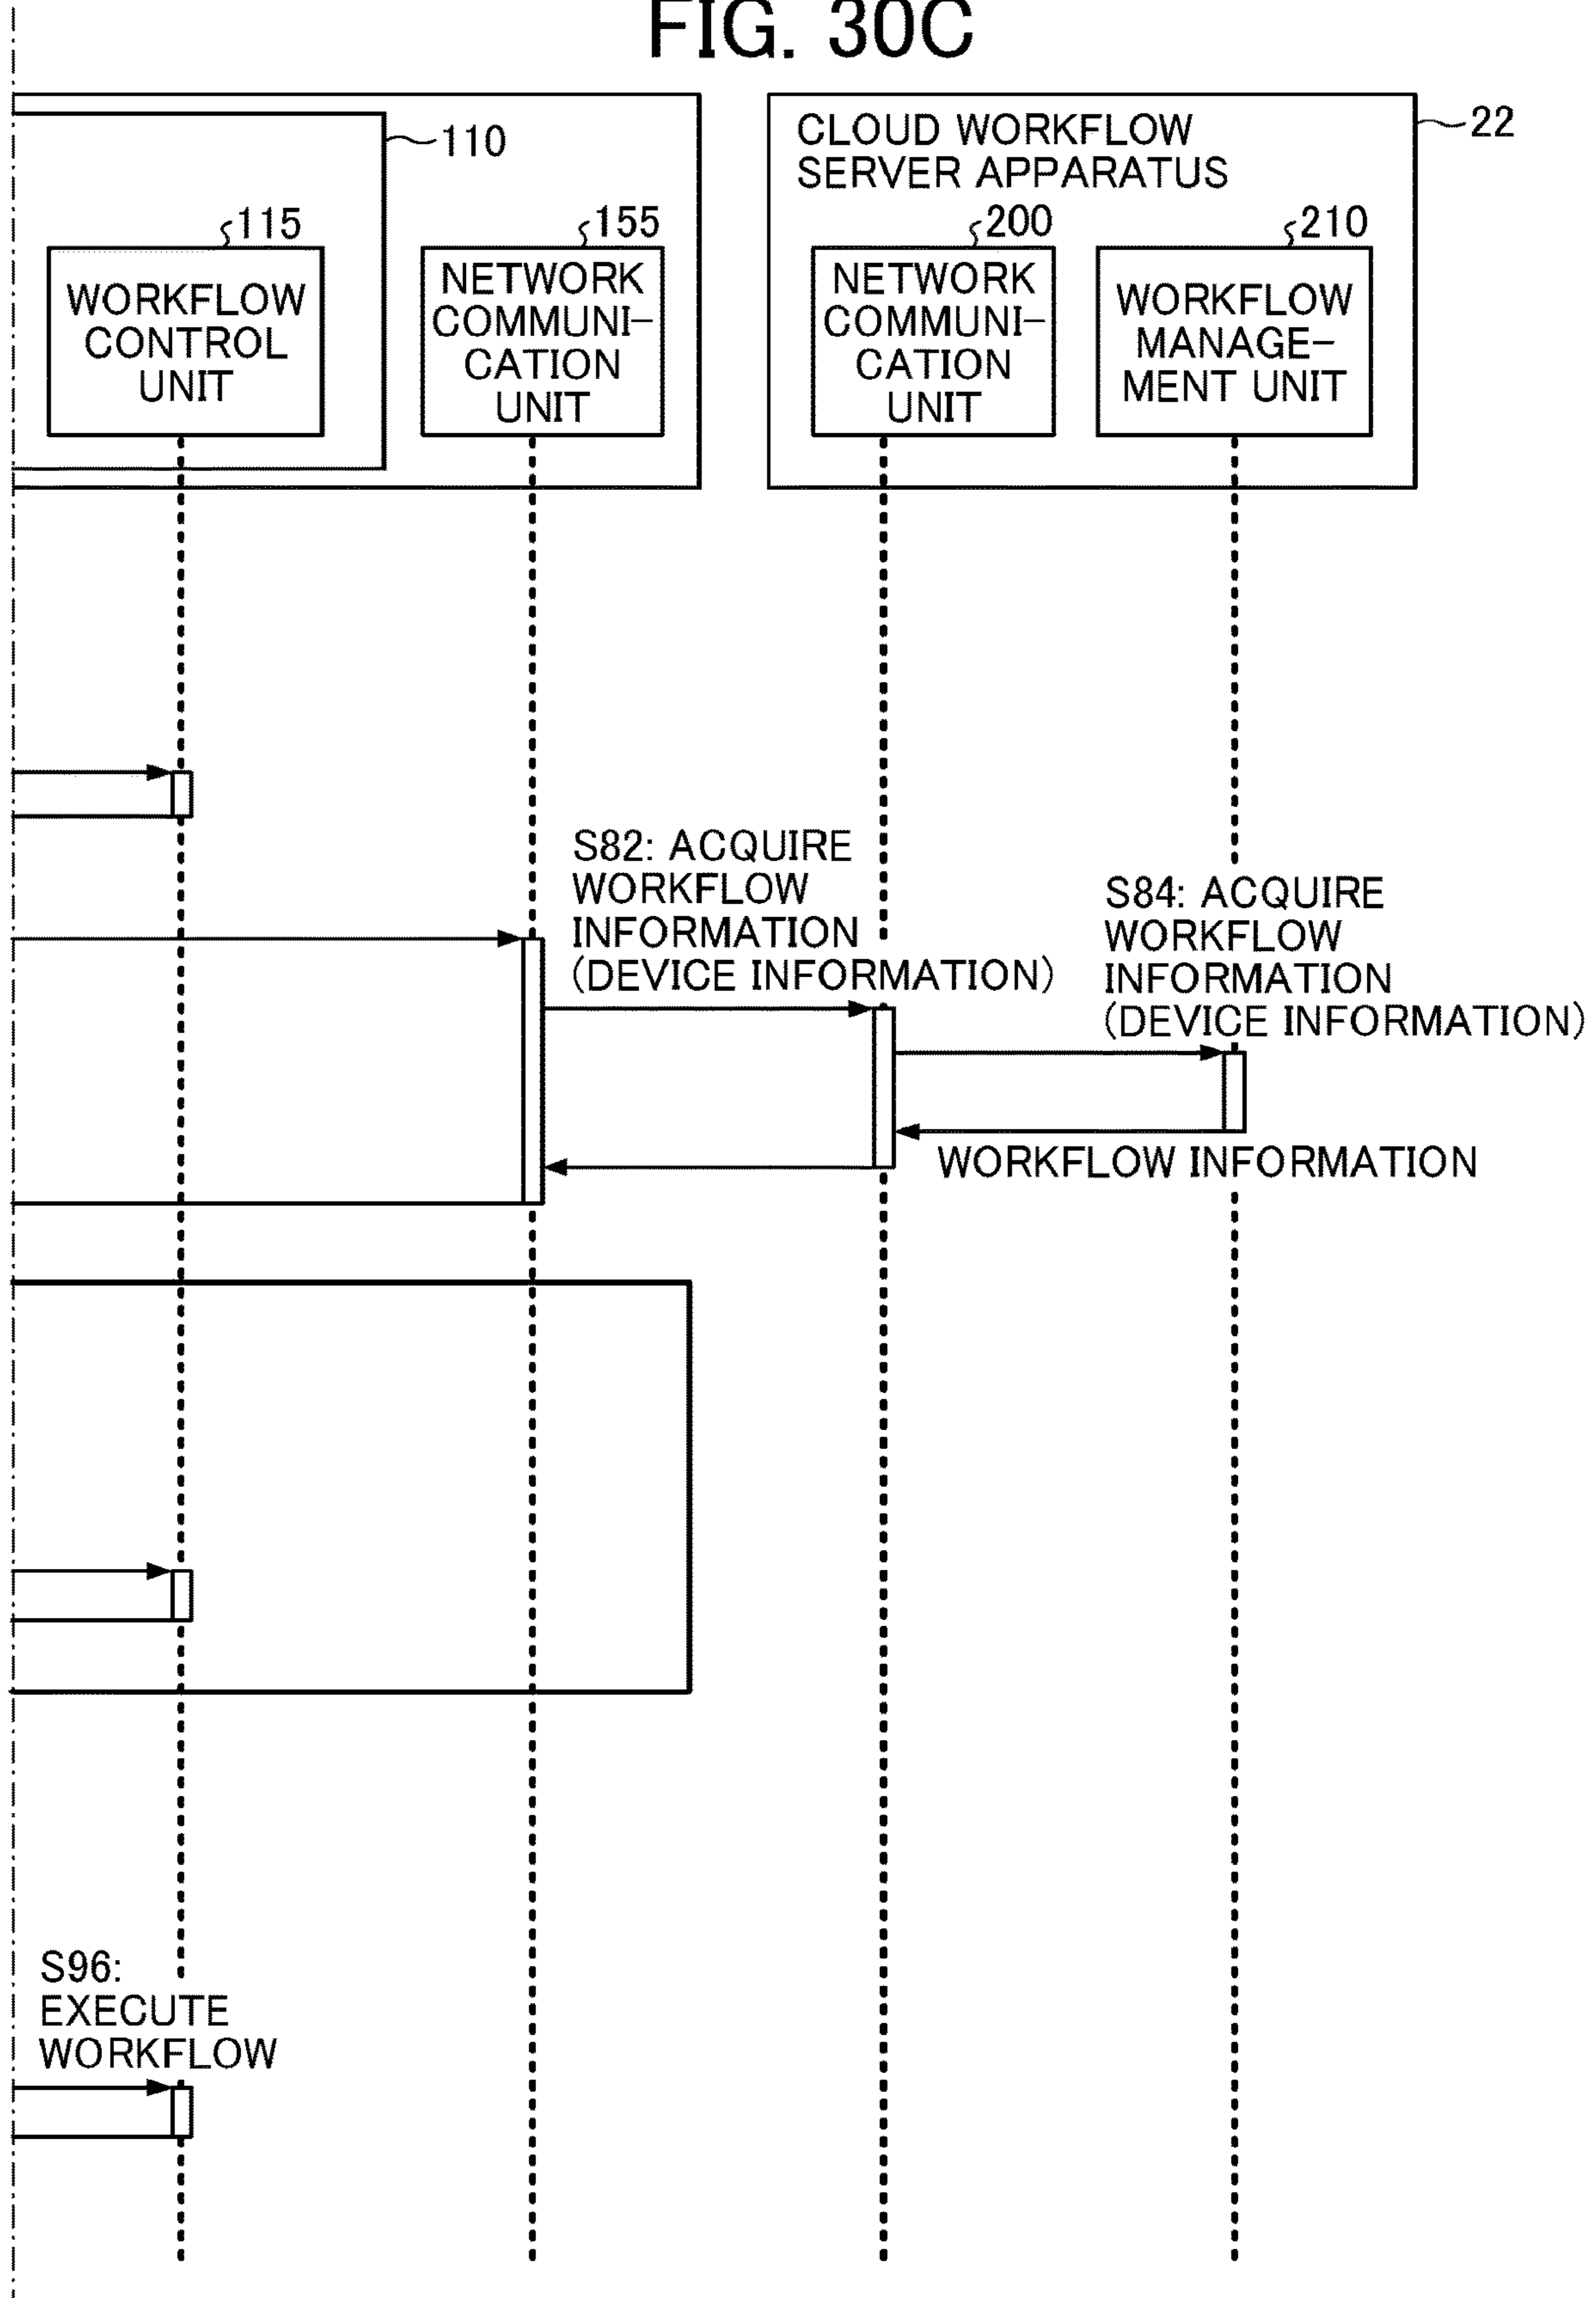 FIG. 30C
110
CLOUD WORKFLOW
SERVER APPARATUS
22
115
WORKFLOW
CONTROL
UNIT
155
NETWORK
COMMUNI-
CATION
UNIT
200
NETWORK
COMMUNI-
CATION
UNIT
210
WORKFLOW
MANAGE-
MENT UNIT
S82: ACQUIRE
WORKFLOW
INFORMATION
(DEVICE INFORMATION)
S84: ACQUIRE
WORKFLOW
INFORMATION
(DEVICE INFORMATION)
WORKFLOW INFORMATION
S96:
EXECUTE
WORKFLOW